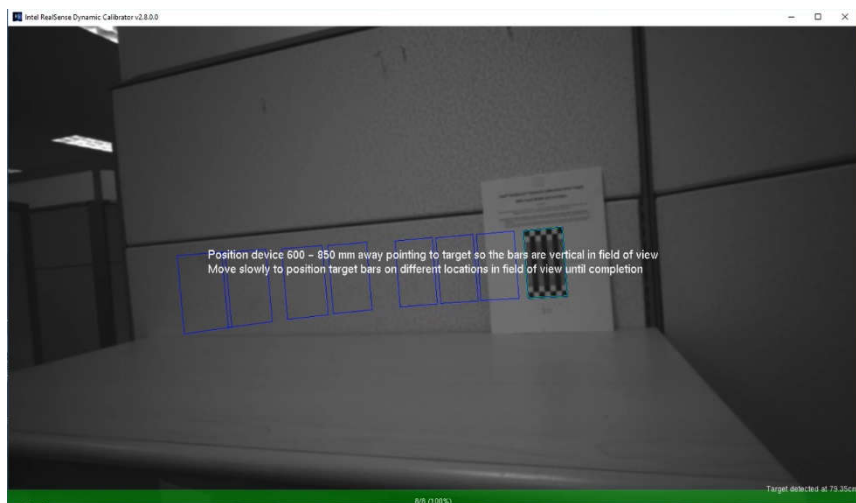 Intel RealSense Dynamic Calibrator v2.8.0.0
Position device 600 – 850 mm away pointing to target so the bars are vertical in field of view
Move slowly to position target bars on different locations in field of view until completion
Target detected at 79.35cm
8/8 (100%)